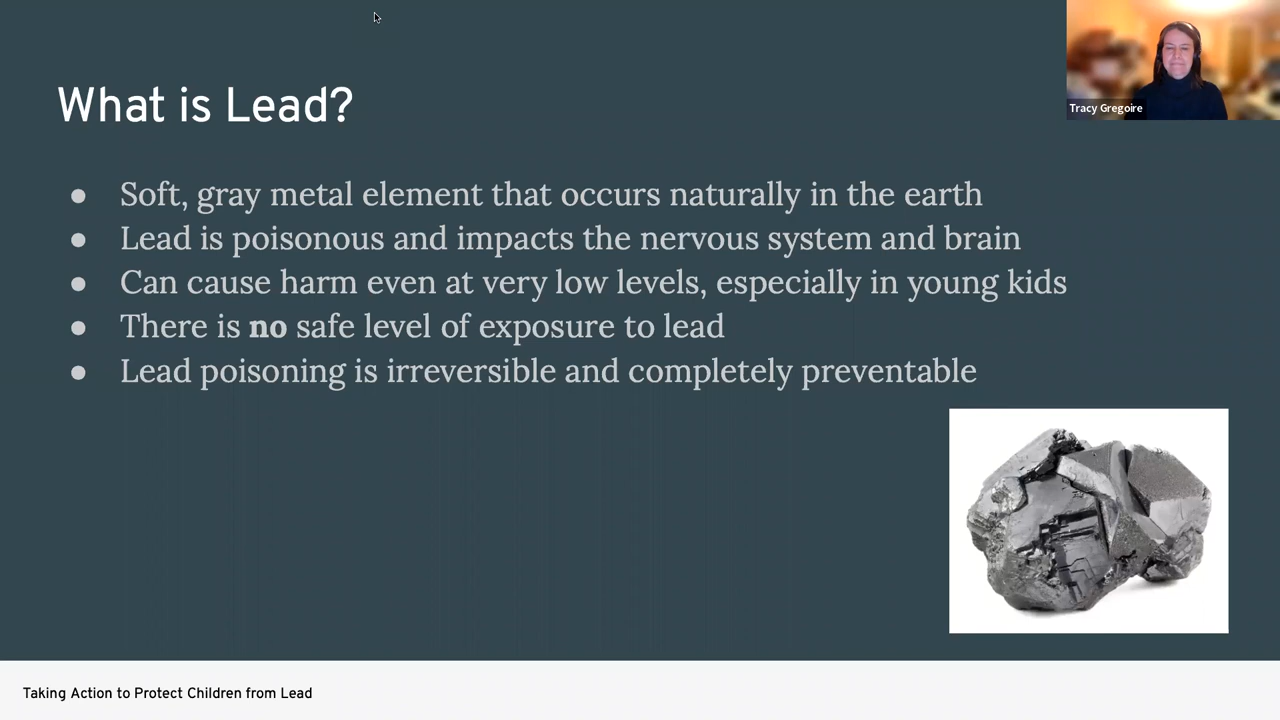 Tracy Gregoire
What is Lead?
● Soft, gray metal element that occurs naturally in the earth
● Lead is poisonous and impacts the nervous system and brain
● Can cause harm even at very low levels, especially in young kids
● There is no safe level of exposure to lead
● Lead poisoning is irreversible and completely preventable
Taking Action to Protect Children from Lead